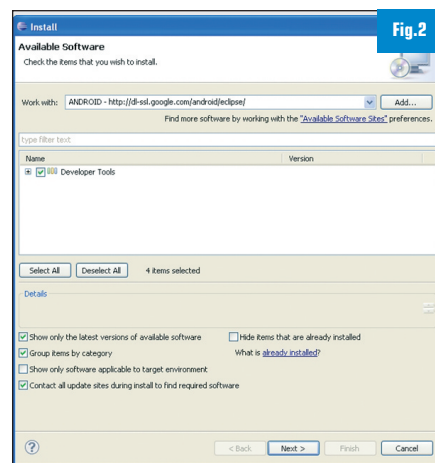 Install
Fig.2
Available Software
Check the items that you wish to install.
Work with: ANDROID - http://dl-ssl.google.com/android/eclipse/ Add...
Find more software by working with the "Available Software Sites" preferences.
type filter text
Name Version
Developer Tools
Select All Deselect All 4 items selected
Details
Show only the latest versions of available software Hide items that are already installed
Group items by category What is already installed?
Show only software applicable to target environment
Contact all update sites during install to find required software
? < Back Next > Finish Cancel